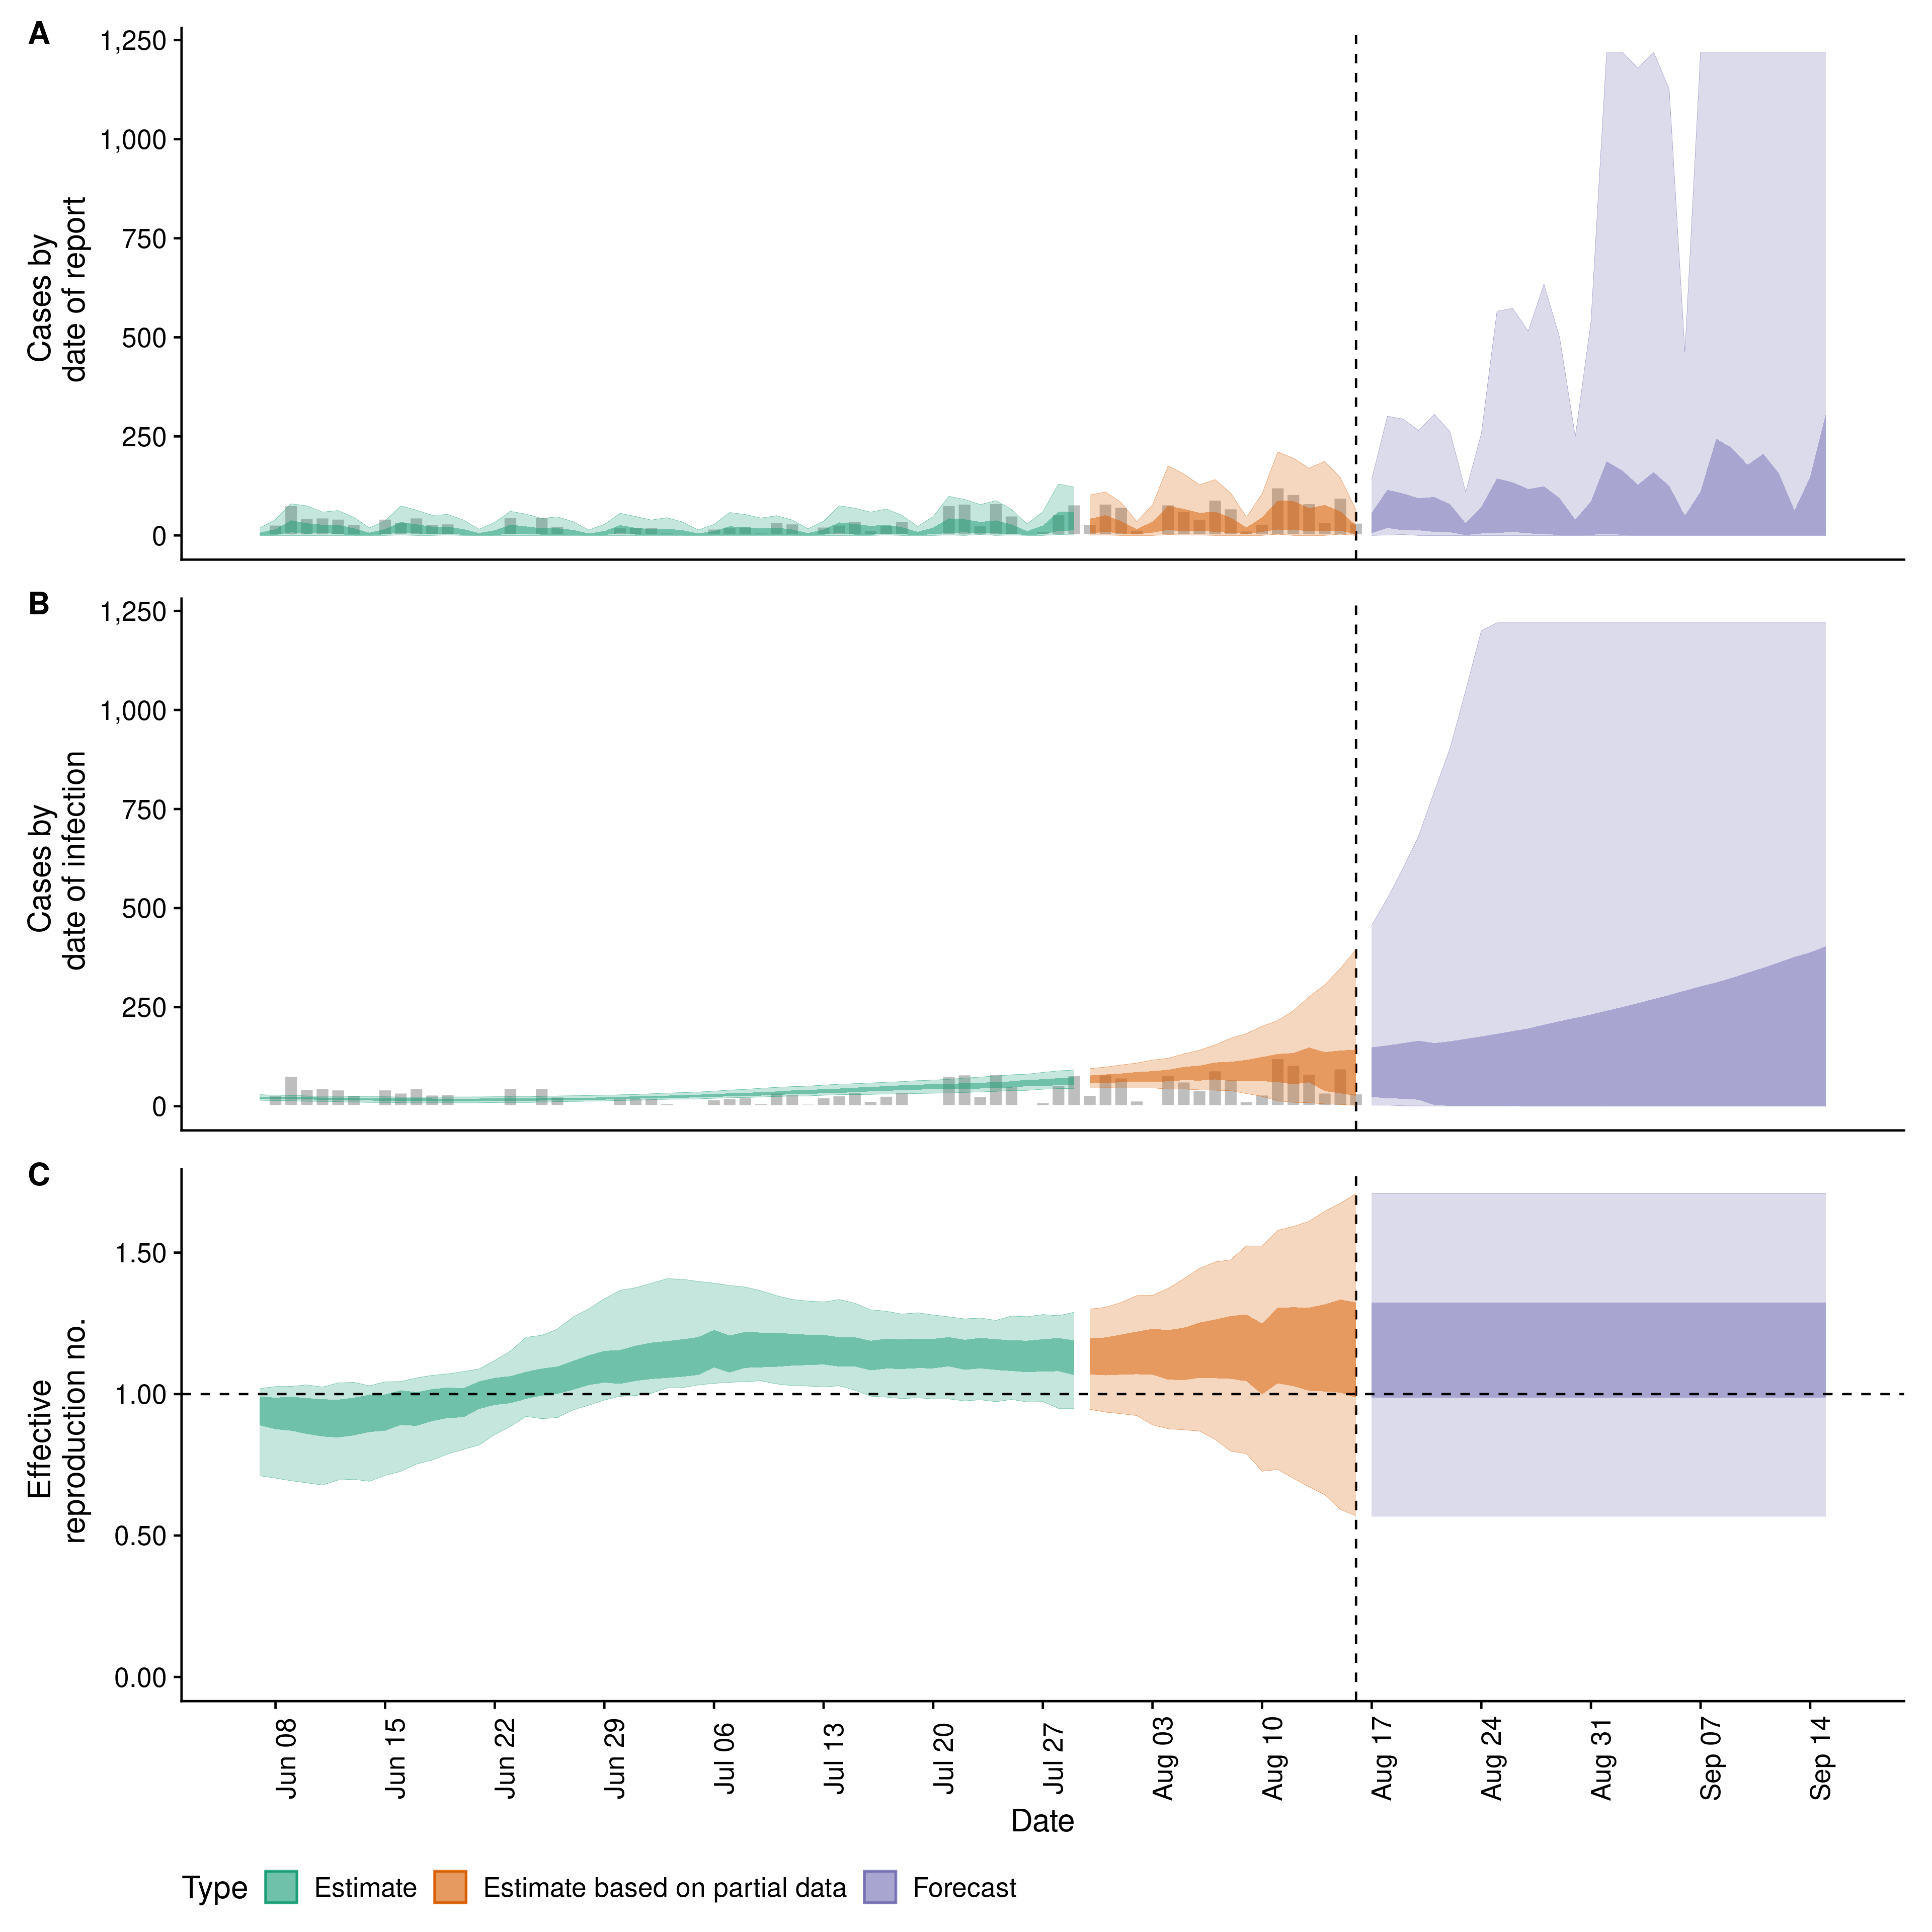 A
1,250
1,000
750
500
250
0
Cases by
date of report
B
1,250
1,000
750
500
250
0
Cases by
date of infection
C
1.50
1.00
0.50
0.00
Effective
reproduction no.
Jun 08
Jun 15
Jun 22
Jun 29
Jul 06
Jul 13
Jul 20
Jul 27
Aug 03
Aug 10
Aug 17
Aug 24
Aug 31
Sep 07
Sep 14
Date
Type Estimate Estimate based on partial data Forecast